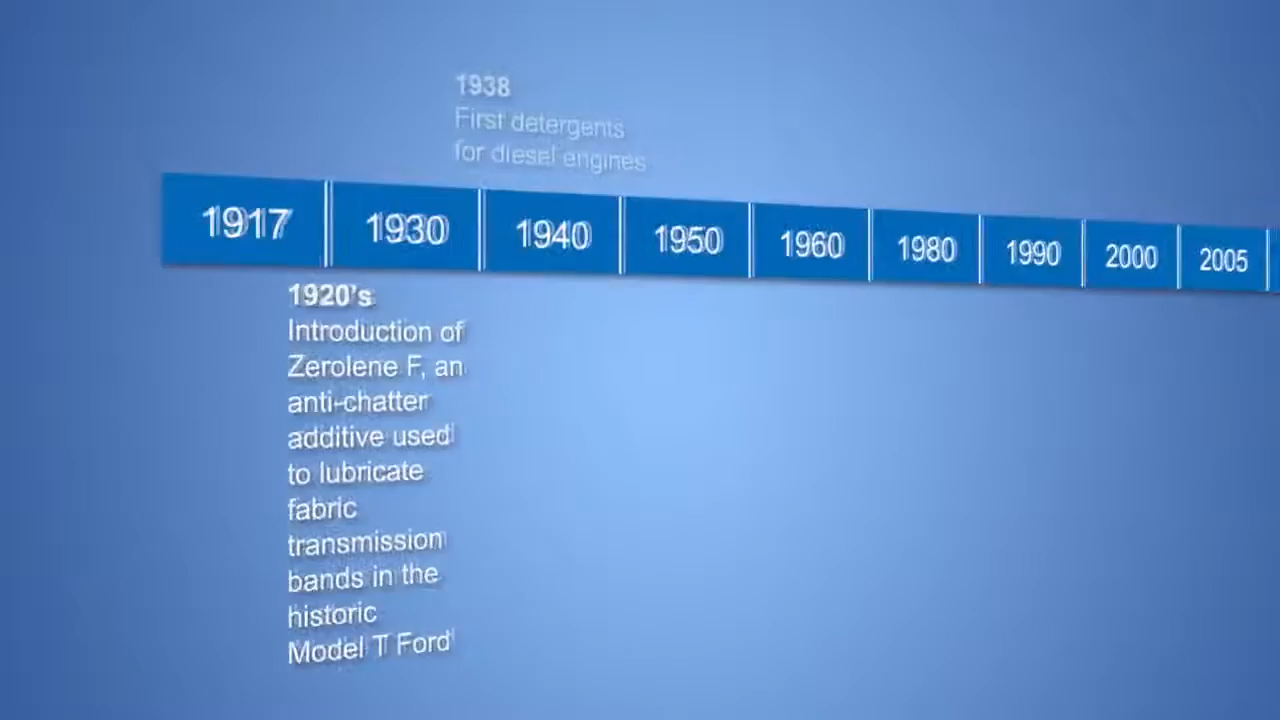 1938
First detergents
for diesel engines
1917 1930 1940 1950 1960 1980 1990 2000 2005
1920's
Introduction of
Zerolene F, an
anti-chatter
additive used
to lubricate
fabric
transmission
bands in the
historic
Model T Ford